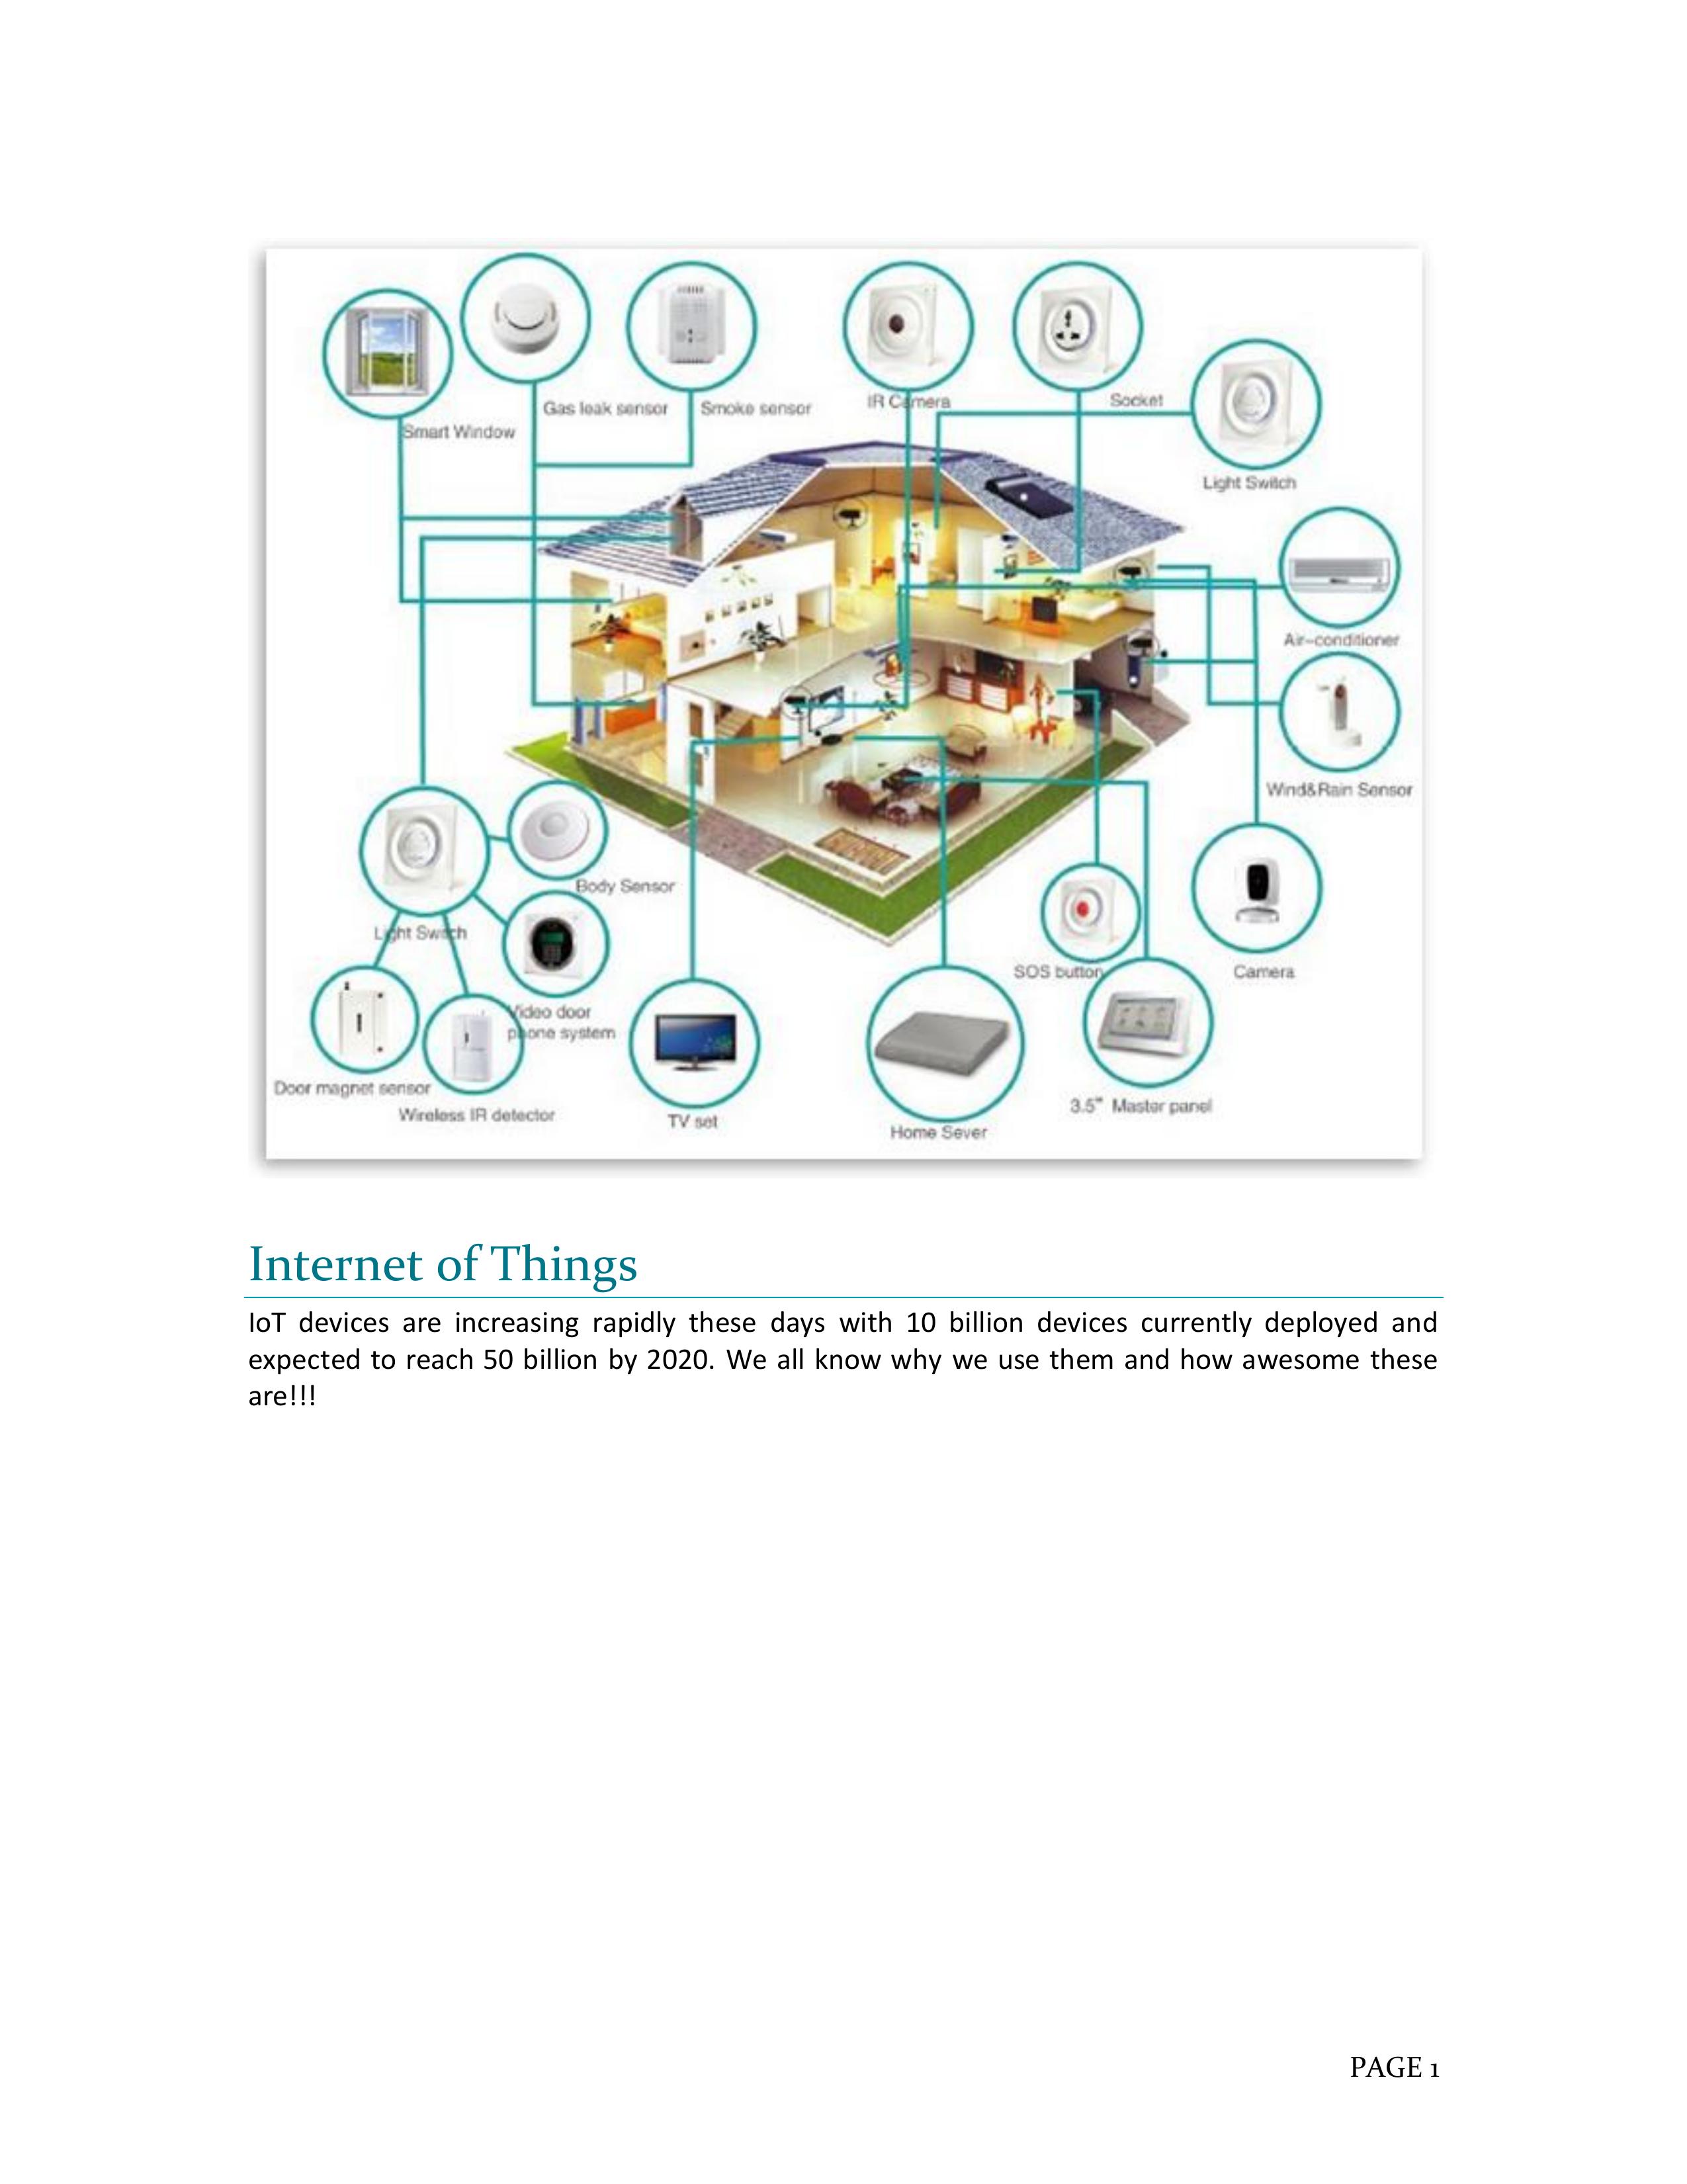 Gas leak sensor
Smoke sensor
IR Camera
Socket
Smart Window
Light Switch
Air-conditioner
Wind&Rain Sensor
Body Sensor
Light Switch
SOS button
Camera
Video door
phone system
Door magnet sensor
Wireless IR detector
TV set
Home Sever
3.5" Master panel
Internet of Things
IoT devices are increasing rapidly these days with 10 billion devices currently deployed and
expected to reach 50 billion by 2020. We all know why we use them and how awesome these
are!!!
PAGE 1